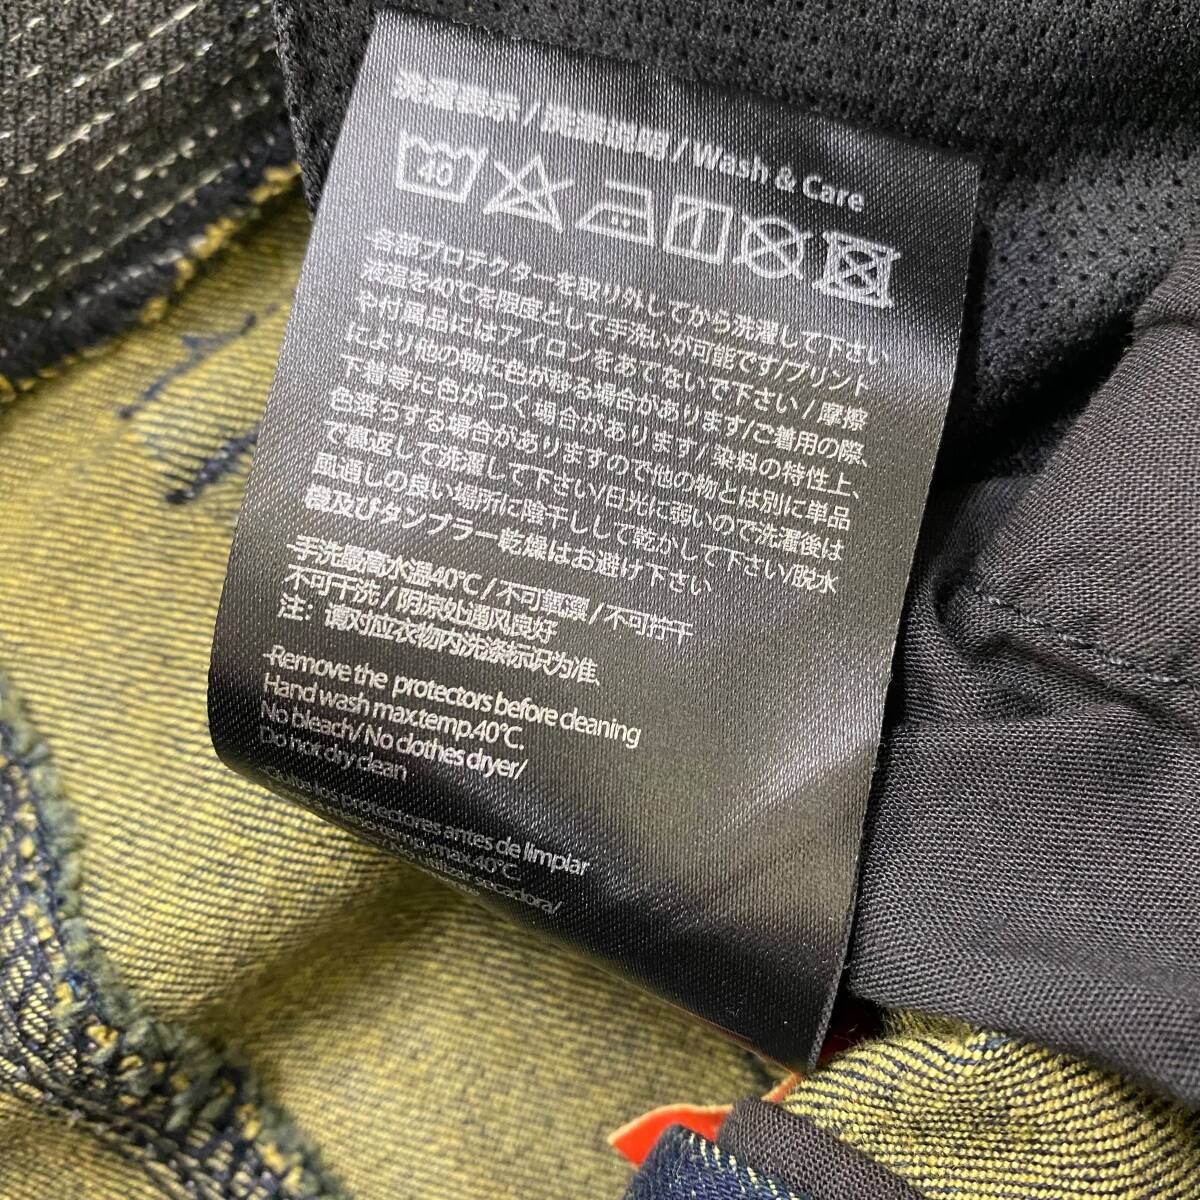 洗濯表示 / 洗涤说明 / Wash & Care
40
-各部プロテクターを取り外してから洗濯して下さい
液温を40℃を限度として手洗いが可能です/プリント
や付属品にはアイロンをあてないで下さい / 摩擦
により他の物に色が移る場合があります/ご着用の際、
下着等に色がつく場合があります/ 染料の特性上、
色落ちする場合がありますので他の物とは別に単品
で裏返して洗濯して下さい/日光に弱いので洗濯後は
風通しの良い場所に陰干しして乾かして下さい/脱水
機及びタンブラー乾燥はお避け下さい
-手洗最高水温40℃ / 不可氧漂 / 不可拧干
不可干洗 / 阴凉处通风良好
注：请对应衣物内洗涤标识为准、
-Remove the protectors before cleaning
Hand wash max.temp.40℃.
No bleach/ No clothes dryer/
Do nor dry clean
protectores antes de limpiar
max.40℃.
secadora/